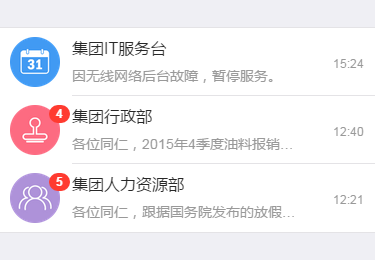 集团IT服务台
31
因无线网络后台故障，暂停服务。
15:24
4
集团行政部
各位同仁，2015年4季度油料报销…
12:40
5
集团人力资源部
各位同仁，跟据国务院发布的放假…
12:21